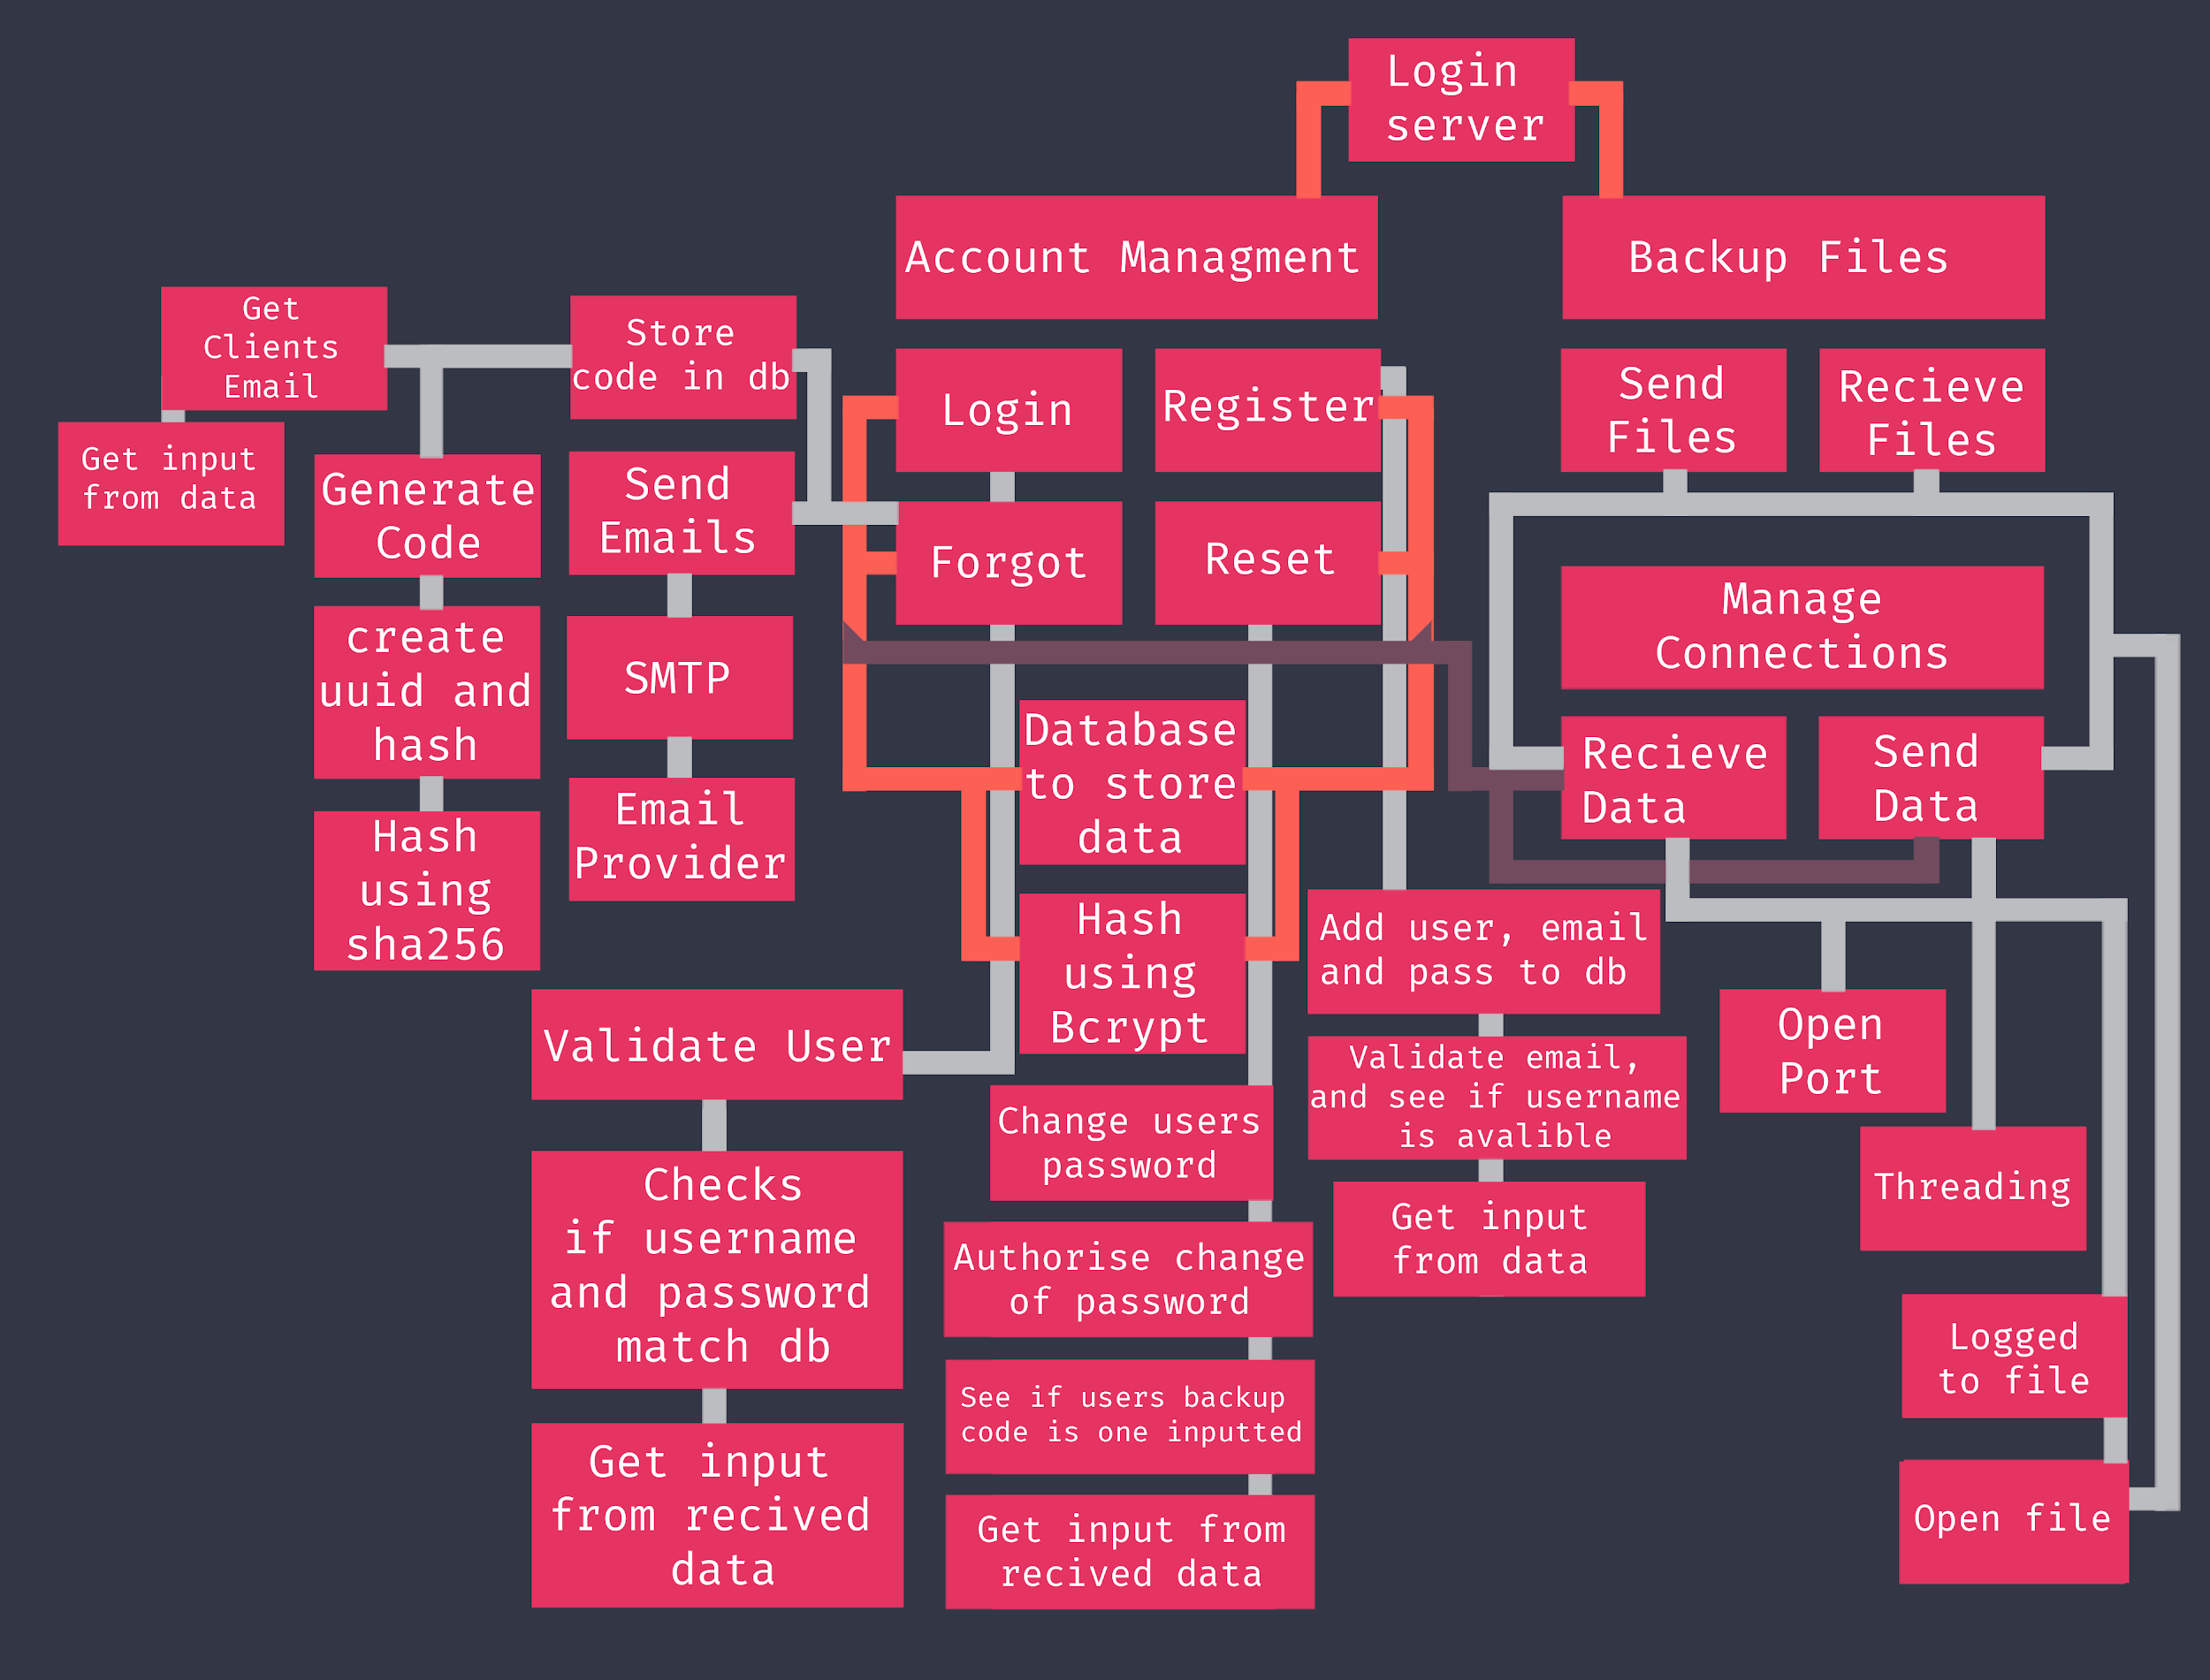 Login
server
Account Managment
Backup Files
Get
Clients
Email
Store
code in db
Login
Register
Send
Files
Recieve
Files
Get input
from data
Generate
Code
Send
Emails
Forgot
Reset
Manage
Connections
create
uuid and
hash
SMTP
Database
to store
data
Recieve
Data
Send
Data
Hash
using
sha256
Email
Provider
Hash
using
Bcrypt
Add user, email
and pass to db
Validate User
Open
Port
Validate email,
and see if username
is avalible
Change users
password
Threading
Checks
if username
and password
match db
Get input
from data
Authorise change
of password
Logged
to file
See if users backup
code is one inputted
Get input
from recived
data
Get input from
recived data
Open file